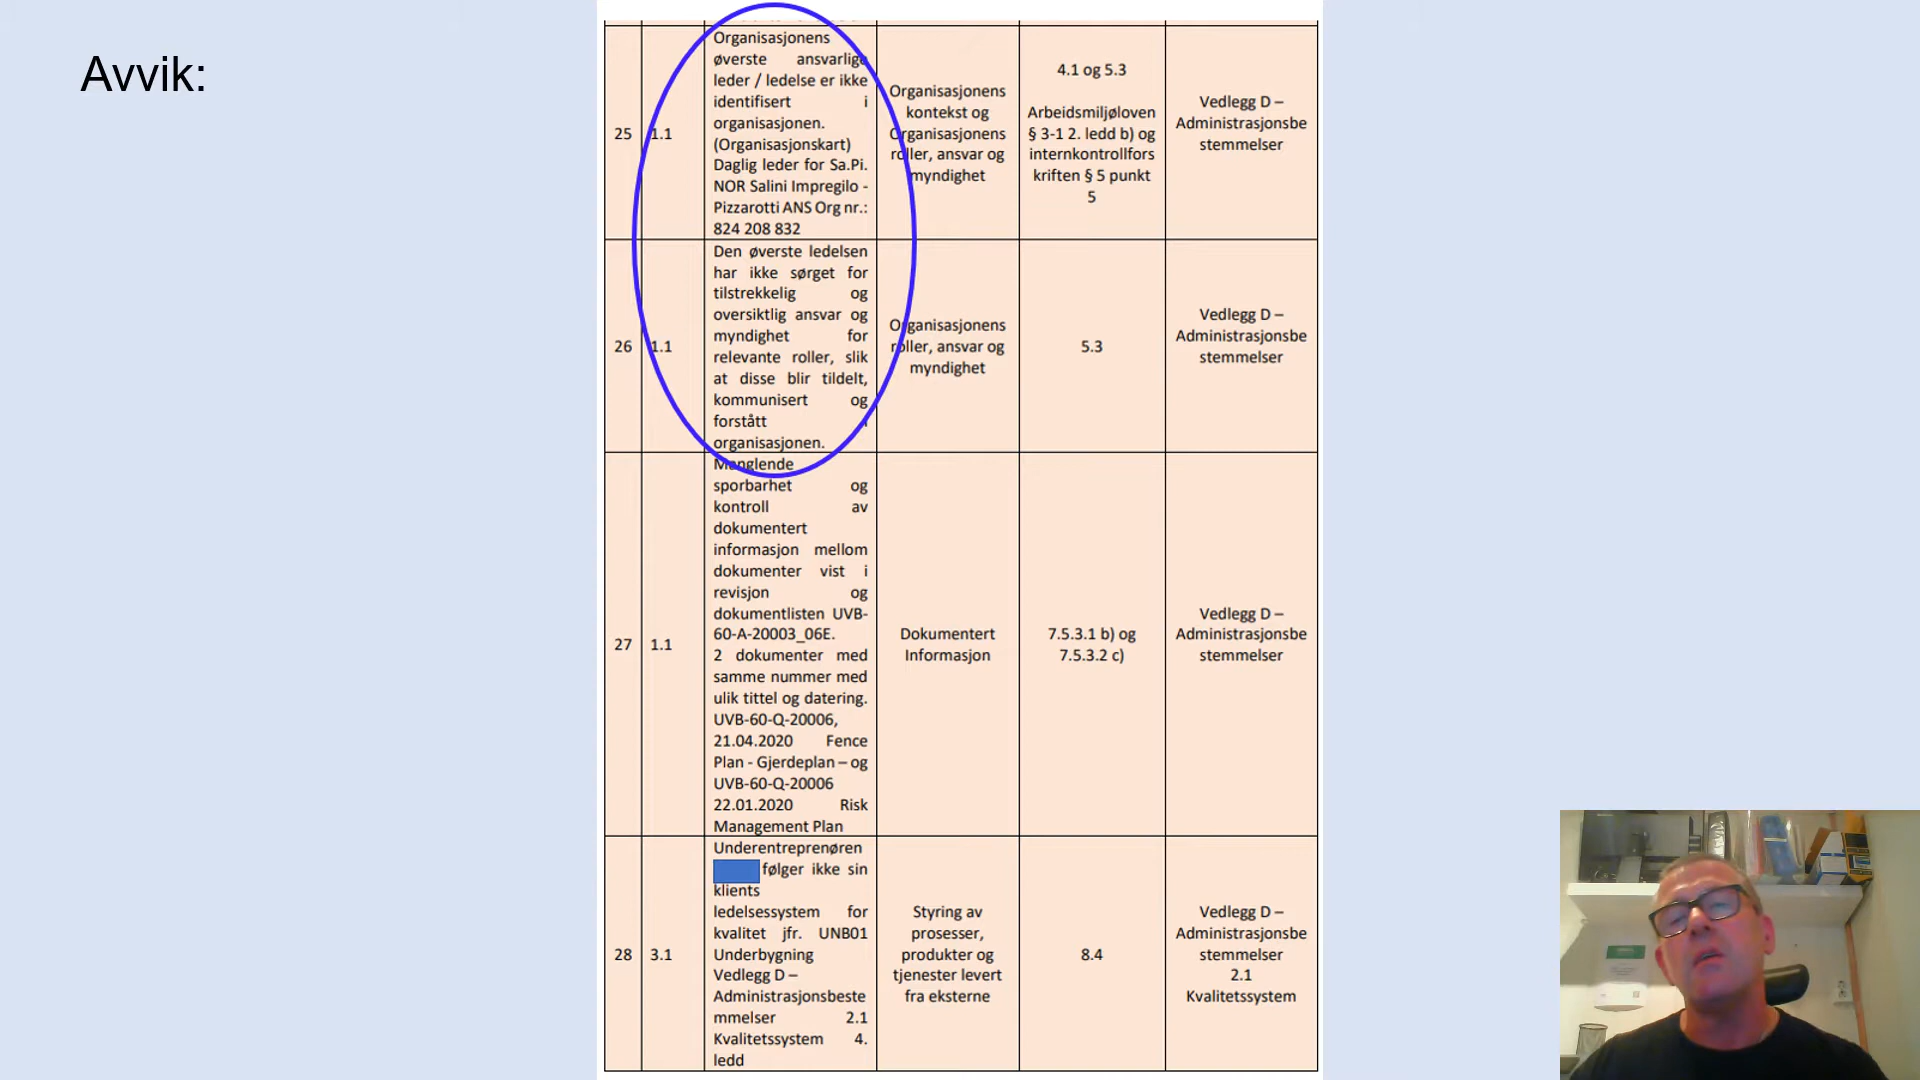 Avvik:
25
1.1
Organisasjonens
øverste ansvarlige
leder / ledelse er ikke
identifisert i
organisasjonen.
(Organisasjonskart)
Daglig leder for Sa.Pi.
NOR Salini Impregilo -
Pizzarotti ANS Org nr.:
824 208 832
Organisasjonens
kontekst og
Organisasjonens
roller, ansvar og
myndighet
4.1 og 5.3
Arbeidsmiljøloven
§ 3-1 2. ledd b) og
internkontrollfors
kriften § 5 punkt
5
Vedlegg D –
Administrasjonsbe
stemmelser
26
1.1
Den øverste ledelsen
har ikke sørget for
tilstrekkelig og
oversiktlig ansvar og
myndighet for
relevante roller, slik
at disse blir tildelt,
kommunisert og
forstått i
organisasjonen.
Organisasjonens
roller, ansvar og
myndighet
5.3
Vedlegg D –
Administrasjonsbe
stemmelser
27
1.1
Manglende
sporbarhet og
kontroll av
dokumentert
informasjon mellom
dokumenter vist i
revisjon og
dokumentlisten UVB-
60-A-20003_06E.
2 dokumenter med
samme nummer med
ulik tittel og datering.
UVB-60-Q-20006,
21.04.2020 Fence
Plan - Gjerdeplan – og
UVB-60-Q-20006
22.01.2020 Risk
Management Plan
Dokumentert
Informasjon
7.5.3.1 b) og
7.5.3.2 c)
Vedlegg D –
Administrasjonsbe
stemmelser
28
3.1
Underentreprenøren
følger ikke sin
klients
ledelsessystem for
kvalitet jfr. UNB01
Underbygning
Vedlegg D –
Administrasjonsbeste
mmelser 2.1
Kvalitetssystem 4.
ledd
Styring av
prosesser,
produkter og
tjenester levert
fra eksterne
8.4
Vedlegg D –
Administrasjonsbe
stemmelser
2.1
Kvalitetssystem